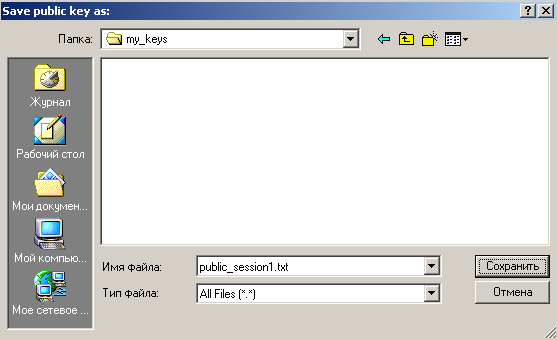 Save public key as:
Папка:
my_keys
Журнал
Рабочий стол
Мои докумен...
Мой компью...
Мое сетевое ...
Имя файла:
public_session1.txt
Сохранить
Тип файла:
All Files (*.*)
Отмена